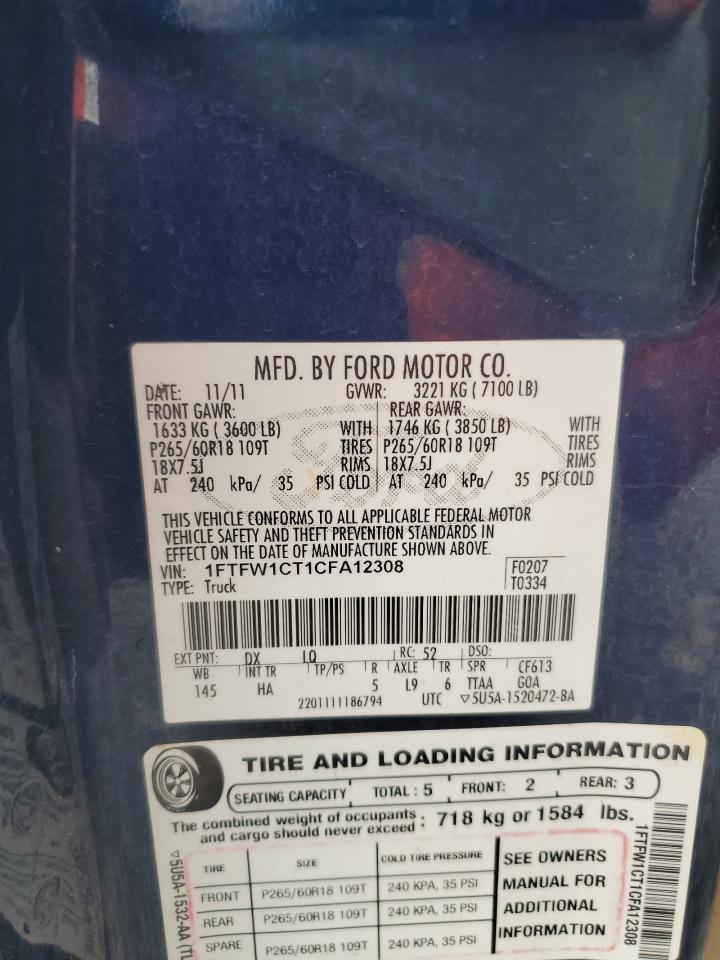 MFD. BY FORD MOTOR CO.
DATE: 11/11 GVWR: 3221 KG ( 7100 LB)
FRONT GAWR: REAR GAWR:
1633 KG ( 3600 LB) WITH 1746 KG ( 3850 LB) WITH
P265/60R18 109T TIRES P265/60R18 109T TIRES
18X7.5J RIMS 18X7.5J RIMS
AT 240 kPa/ 35 PSI COLD AT 240 kPa/ 35 PSI COLD
Ford
THIS VEHICLE CONFORMS TO ALL APPLICABLE FEDERAL MOTOR
VEHICLE SAFETY AND THEFT PREVENTION STANDARDS IN
EFFECT ON THE DATE OF MANUFACTURE SHOWN ABOVE.
VIN: 1FTFW1CT1CFA12308 F0207
TYPE: Truck T0334
EXT PNT: DX LQ RC: 52 DSO:
WB INT TR TP/PS R AXLE TR SPR CF613
145 HA 5 L9 6 TTAA GOA
2201111186794 UTC ▽5U5A-1520472-BA
TIRE AND LOADING INFORMATION
SEATING CAPACITY TOTAL : 5 FRONT: 2 REAR: 3
The combined weight of occupants
and cargo should never exceed : 718 kg or 1584 lbs.
TIRE SIZE COLD TIRE PRESSURE
FRONT P265/60R18 109T 240 KPA, 35 PSI
REAR P265/60R18 109T 240 KPA, 35 PSI
SPARE P265/60R18 109T 240 KPA, 35 PSI
SEE OWNERS
MANUAL FOR
ADDITIONAL
INFORMATION
1FTFW1CT1CFA12308
▽5U5A-1532-AA (TL